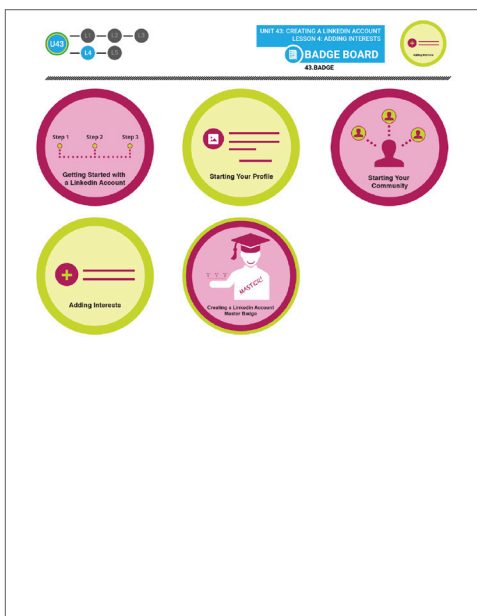 U43
L1
L2
L3
L4
L5
UNIT 43: CREATING A LINKEDIN ACCOUNT
LESSON 4: ADDING INTERESTS
BADGE BOARD
43.BADGE
Adding Interests
Step 1 Step 2 Step 3
Getting Started with
a Linkedin Account
Starting Your Profile
Starting Your
Community
Adding Interests
Creating a Linkedin Account
Master Badge